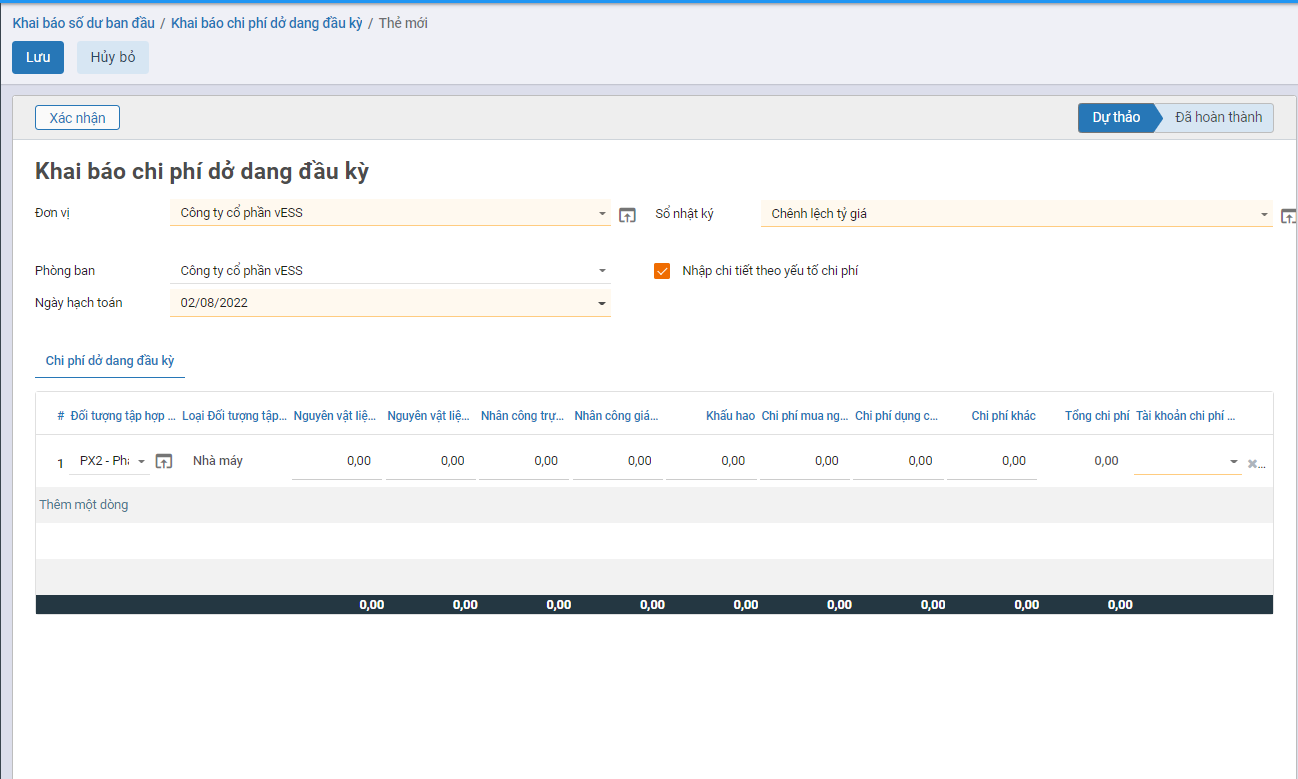 Khai báo số dư ban đầu / Khai báo chi phí dở dang đầu kỳ / Thẻ mới
Lưu Hủy bỏ
Xác nhận Dự thảo Đã hoàn thành
Khai báo chi phí dở dang đầu kỳ
Đơn vị Công ty cổ phần vESS Sổ nhật ký Chênh lệch tỷ giá
Phòng ban Công ty cổ phần vESS Nhập chi tiết theo yếu tố chi phí
Ngày hạch toán 02/08/2022
Chi phí dở dang đầu kỳ
# Đối tượng tập hợp ... Loại Đối tượng tập... Nguyên vật liệ... Nguyên vật liệ... Nhân công trự... Nhân công giá... Khấu hao Chi phí mua ng... Chi phí dụng c... Chi phí khác Tổng chi phí Tài khoản chi phí ...
1 PX2 - Phâ Nhà máy 0,00 0,00 0,00 0,00 0,00 0,00 0,00 0,00 0,00
Thêm một dòng
0,00 0,00 0,00 0,00 0,00 0,00 0,00 0,00 0,00